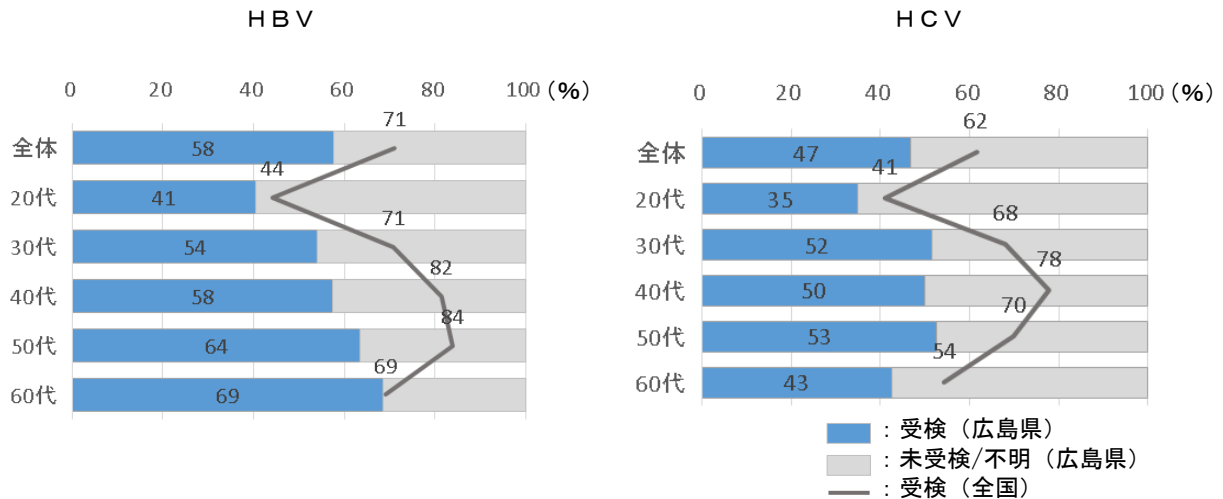 ＨＢＶ
0 20 40 60 80 100 (%)
71
全体 58
44
20代 41
71
30代 54
82
40代 58
84
50代 64
69
60代 69
ＨＣＶ
0 20 40 60 80 100 (%)
62
全体 47
41
20代 35
68
30代 52
78
40代 50
70
50代 53
54
60代 43
：受検（広島県）
：未受検/不明（広島県）
：受検（全国）